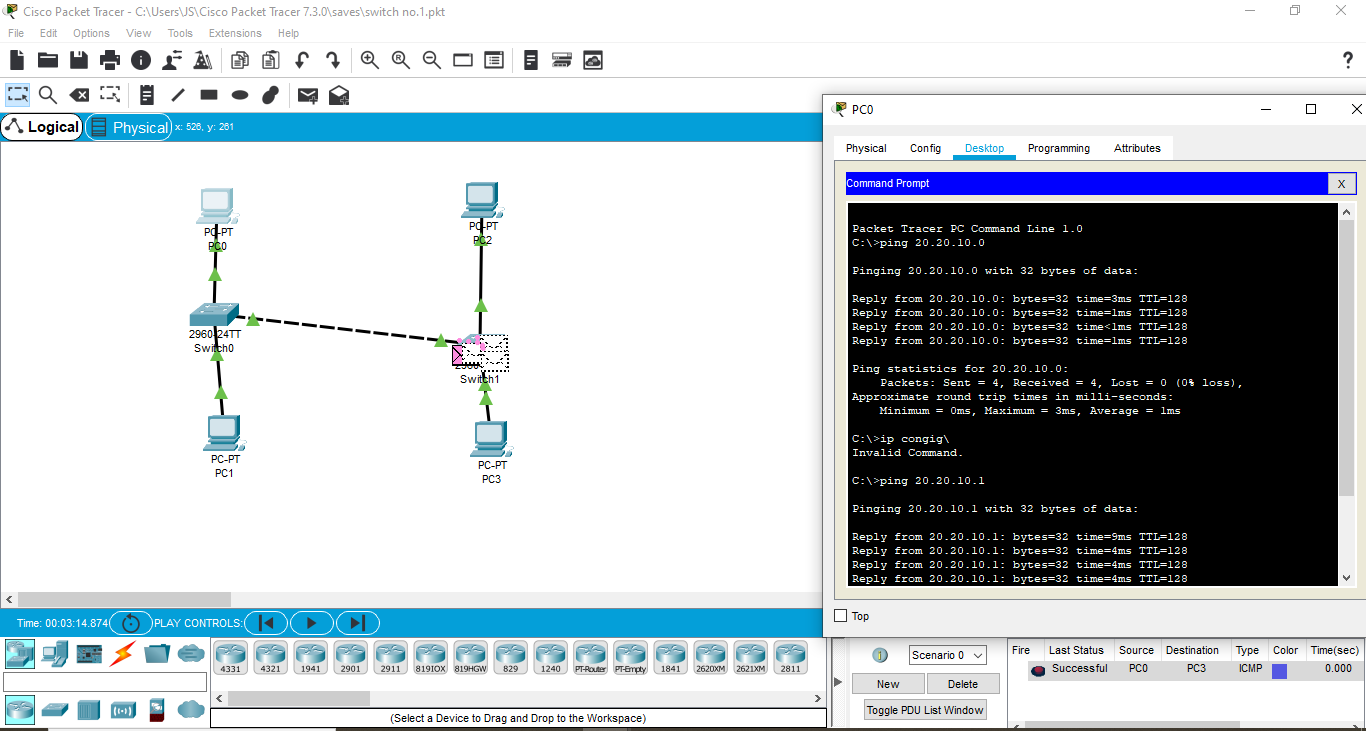 Cisco Packet Tracer - C:\Users\JS\Cisco Packet Tracer 7.3.0\saves\switch no.1.pkt
File Edit Options View Tools Extensions Help
Logical Physical x: 526, y: 261
PC-PT
PC0
PC-PT
PC2
2960-24TT
Switch0
Switch1
PC-PT
PC1
PC-PT
PC3
PC0
Physical Config Desktop Programming Attributes
Command Prompt X
Packet Tracer PC Command Line 1.0
C:\>ping 20.20.10.0
Pinging 20.20.10.0 with 32 bytes of data:
Reply from 20.20.10.0: bytes=32 time=3ms TTL=128
Reply from 20.20.10.0: bytes=32 time=1ms TTL=128
Reply from 20.20.10.0: bytes=32 time<1ms TTL=128
Reply from 20.20.10.0: bytes=32 time=1ms TTL=128
Ping statistics for 20.20.10.0:
Packets: Sent = 4, Received = 4, Lost = 0 (0% loss),
Approximate round trip times in milli-seconds:
Minimum = 0ms, Maximum = 3ms, Average = 1ms
C:\>ip congig\
Invalid Command.
C:\>ping 20.20.10.1
Pinging 20.20.10.1 with 32 bytes of data:
Reply from 20.20.10.1: bytes=32 time=9ms TTL=128
Reply from 20.20.10.1: bytes=32 time=4ms TTL=128
Reply from 20.20.10.1: bytes=32 time=4ms TTL=128
Reply from 20.20.10.1: bytes=32 time=4ms TTL=128
Top
Time: 00:03:14.874 PLAY CONTROLS:
4331 4321 1941 2901 2911 819IOX 819HGW 829 1240 PT-Router PT-Empty 1841 2620XM 2621XM 2811
(Select a Device to Drag and Drop to the Workspace)
Scenario 0
New Delete
Toggle PDU List Window
Fire Last Status Source Destination Type Color Time(sec)
Successful PC0 PC3 ICMP 0.000